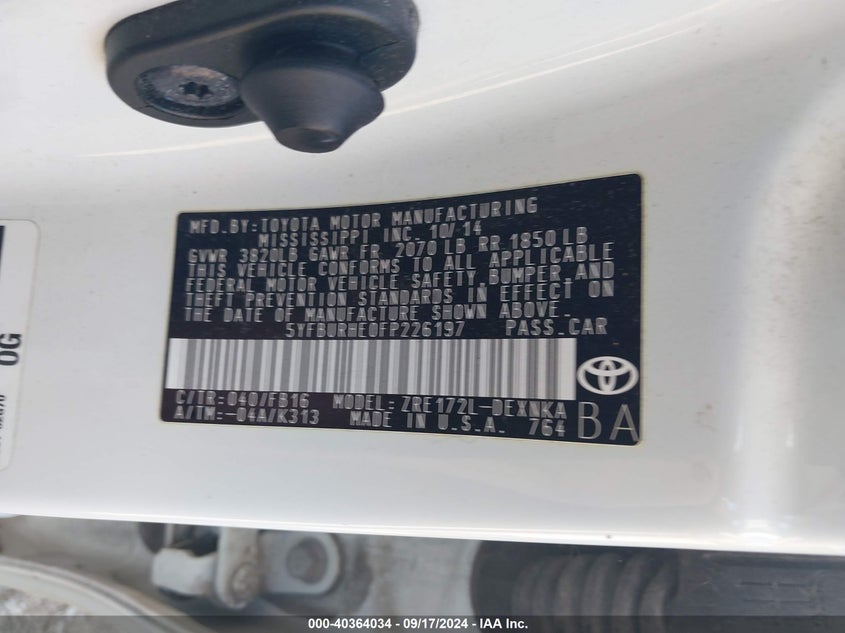 MFD.BY:TOYOTA MOTOR MANUFACTURING
MISSISSIPPI INC. 10/14
GVWR 3820LB GAWR FR 2070 LB RR 1850 LB
THIS VEHICLE CONFORMS TO ALL APPLICABLE
FEDERAL MOTOR VEHICLE SAFETY,BUMPER,AND
THEFT PREVENTION STANDARDS IN EFFECT ON
THE DATE OF MANUFACTURE SHOWN ABOVE.
5YFBURHE0FP226197 PASS.CAR
C/TR:040/FB16 MODEL:ZRE172L-DEXNKA
A/TM:-04A/K313 MADE IN U.S.A. 764
BA
OG
000-40364034 - 09/17/2024 - IAA Inc.